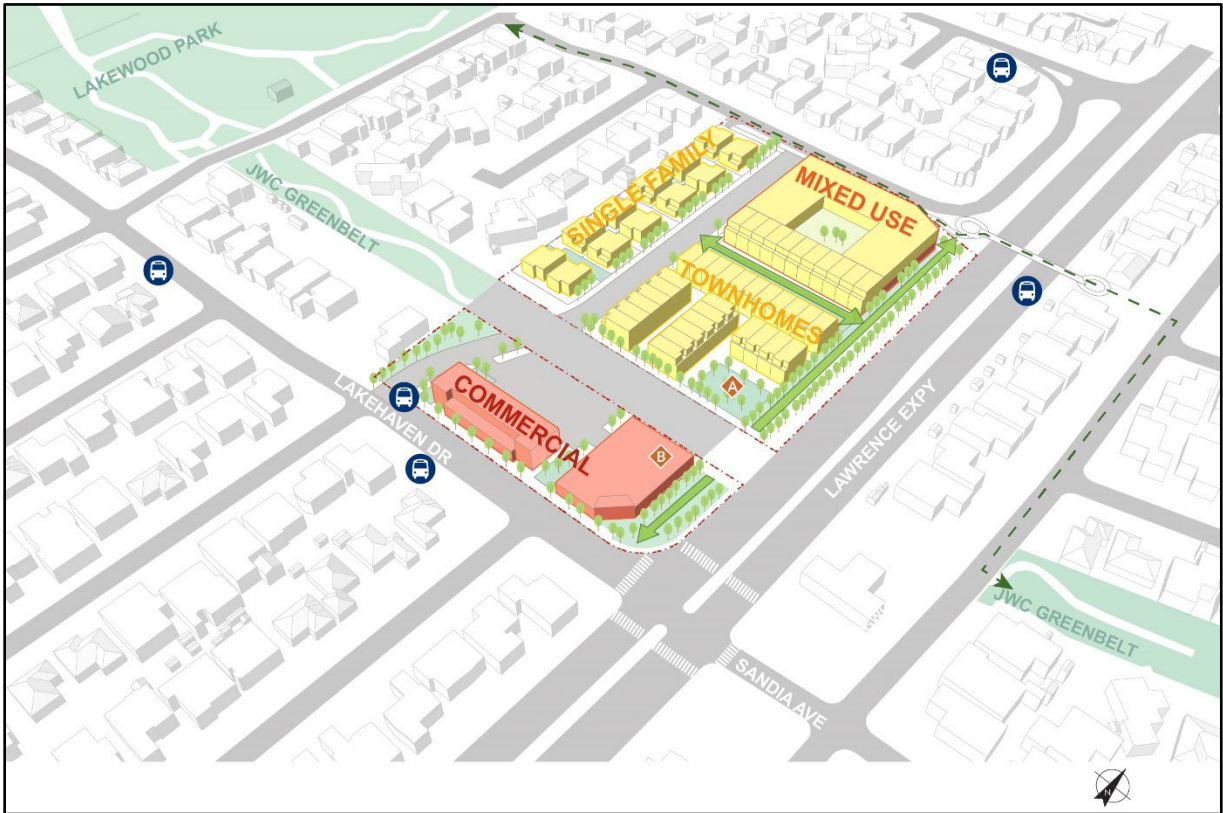 LAKEWOOD PARK
JWC GREENBELT
SINGLE FAMILY
MIXED USE
TOWNHOMES
A
COMMERCIAL
B
LAKEHAVEN DR
LAWRENCE EXPY
JWC GREENBELT
SANDIA AVE
N